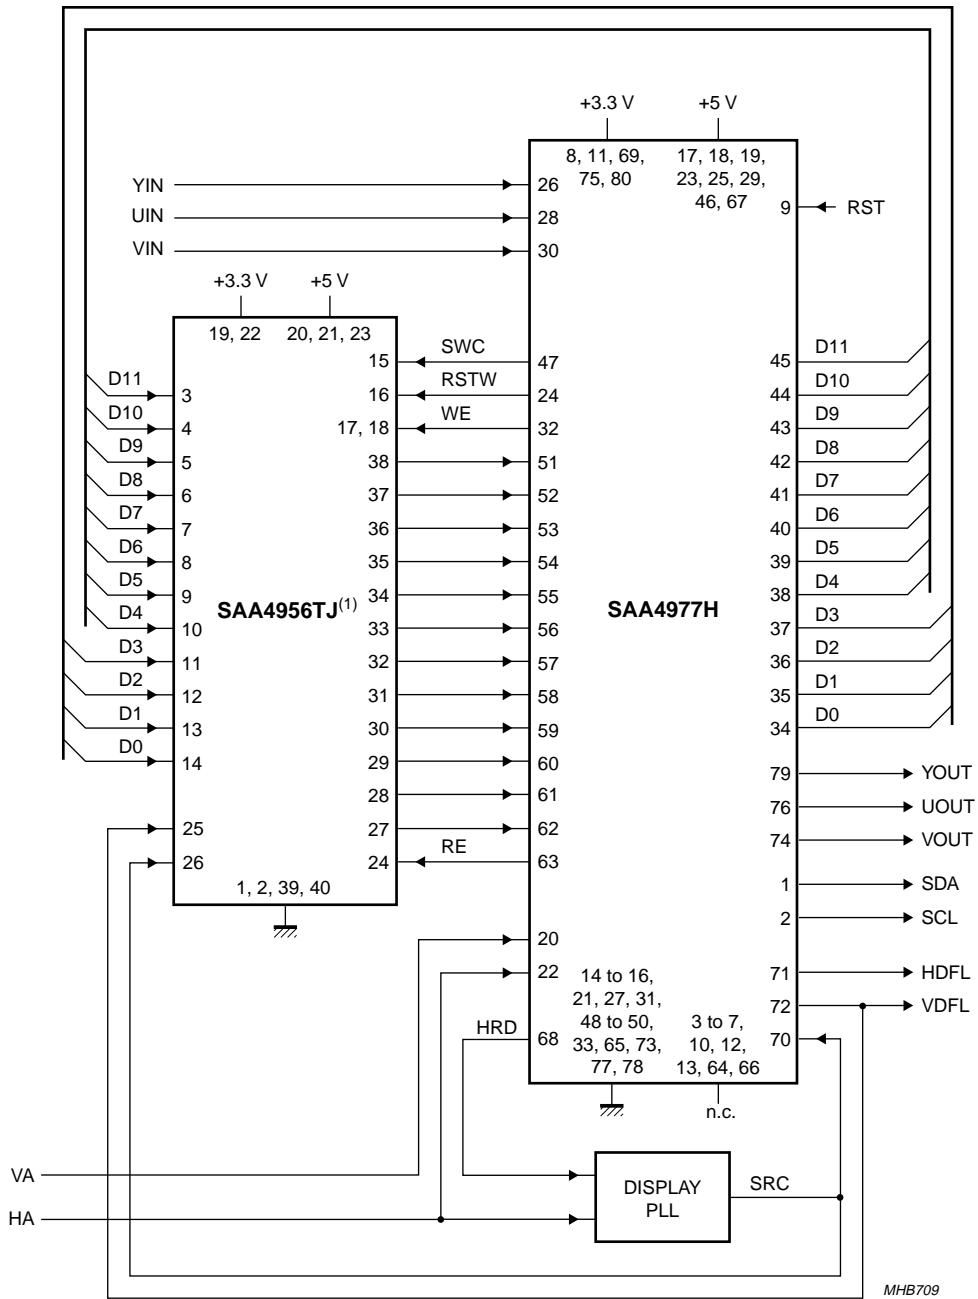 +3.3 V
+5 V
8, 11, 69,
75, 80
17, 18, 19,
23, 25, 29,
46, 67
YIN
26
UIN
28
VIN
30
9
RST
+3.3 V
+5 V
19, 22
20, 21, 23
15
SWC
47
45
D11
D11
3
16
RSTW
24
44
D10
D10
4
17, 18
WE
32
43
D9
D9
5
38
51
42
D8
D8
6
37
52
41
D7
D7
7
36
53
40
D6
D6
8
35
54
39
D5
D5
9
34
55
38
D4
SAA4956TJ(1)
SAA4977H
D4
10
33
56
37
D3
D3
11
32
57
36
D2
D2
12
31
58
35
D1
D1
13
30
59
34
D0
D0
14
29
60
79
YOUT
28
61
76
UOUT
25
27
62
74
VOUT
26
24
RE
63
1, 2, 39, 40
1
SDA
2
SCL
20
22
71
HDFL
72
VDFL
HRD
68
70
14 to 16,
21, 27, 31,
48 to 50,
33, 65, 73,
77, 78
3 to 7,
10, 12,
13, 64, 66
n.c.
VA
HA
DISPLAY
PLL
SRC
MHB709